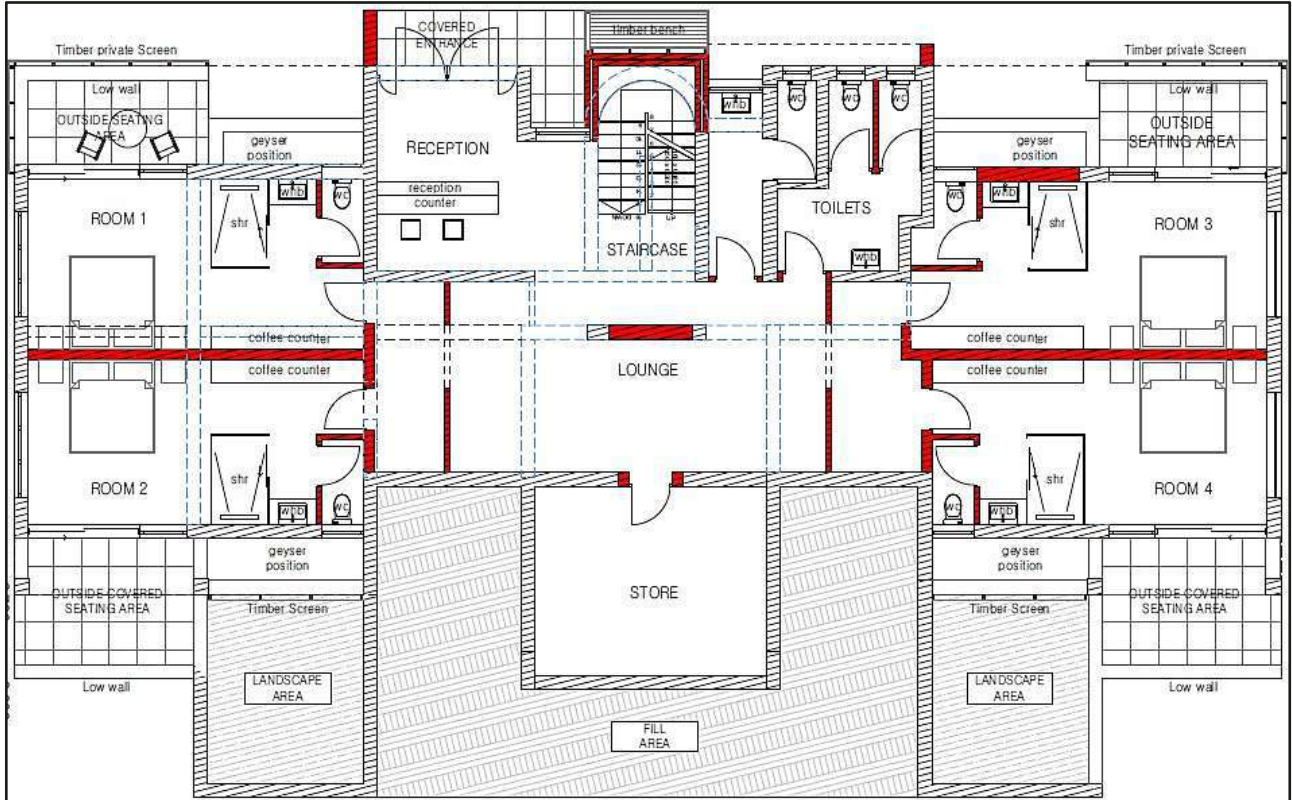 COVERED
ENTRANCE
timber bench
Timber private Screen
Timber private Screen
Low wall
Low wall
OUTSIDE SEATING
AREA
OUTSIDE
SEATING AREA
whb
wc
wc
wc
geyser
position
geyser
position
RECEPTION
reception
counter
STAIRCASE
UP
TOILETS
whb
ROOM 1
shr
whb
wc
wc
whb
shr
ROOM 3
coffee counter
coffee counter
coffee counter
coffee counter
LOUNGE
ROOM 2
shr
whb
wc
wc
whb
shr
ROOM 4
geyser
position
geyser
position
OUTSIDE COVERED
SEATING AREA
Timber Screen
STORE
Timber Screen
OUTSIDE COVERED
SEATING AREA
Low wall
Low wall
LANDSCAPE
AREA
LANDSCAPE
AREA
FILL
AREA